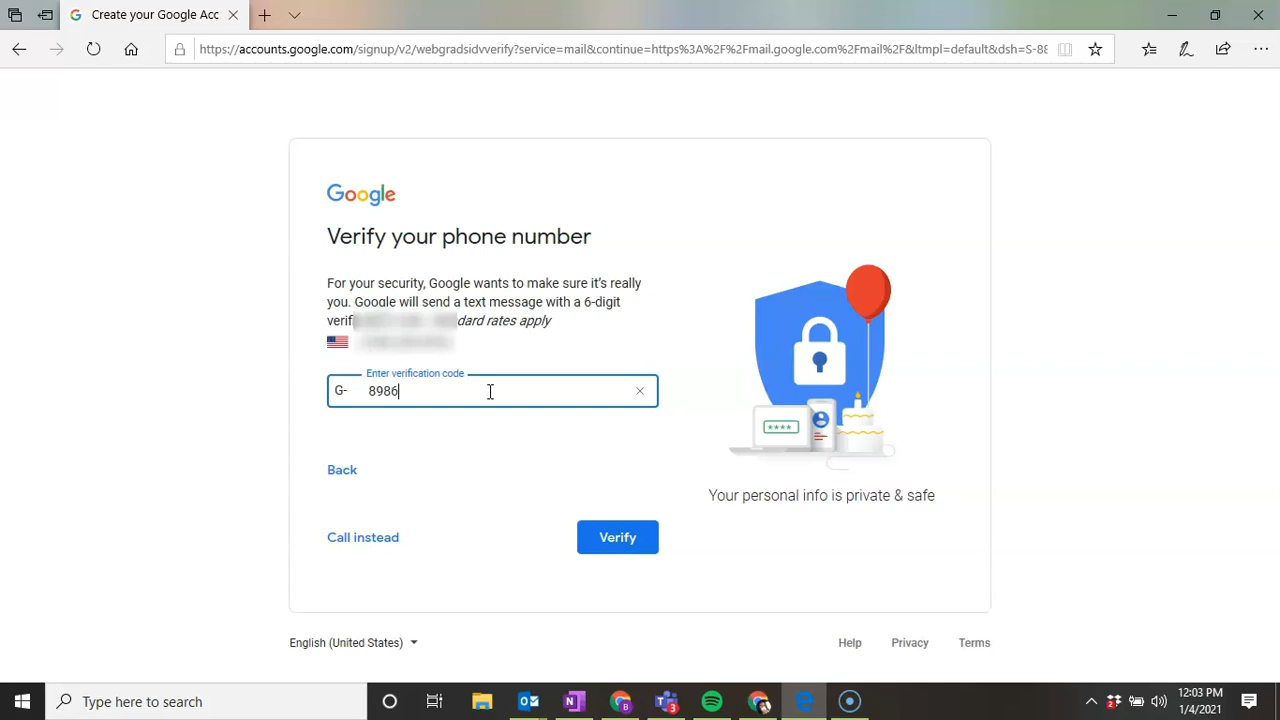 Create your Google Acc
https://accounts.google.com/signup/v2/webgradsidvverify?service=mail&continue=https%3A%2F%2Fmail.google.com%2Fmail%2F&ltmpl=default&dsh=S-88
Google
Verify your phone number
For your security, Google wants to make sure it's really
you. Google will send a text message with a 6-digit
rates apply
Enter verification code
G- 8986
Back
Call instead
Verify
****
Your personal info is private & safe
English (United States)
Help Privacy Terms
Type here to search
12:03 PM
1/4/2021